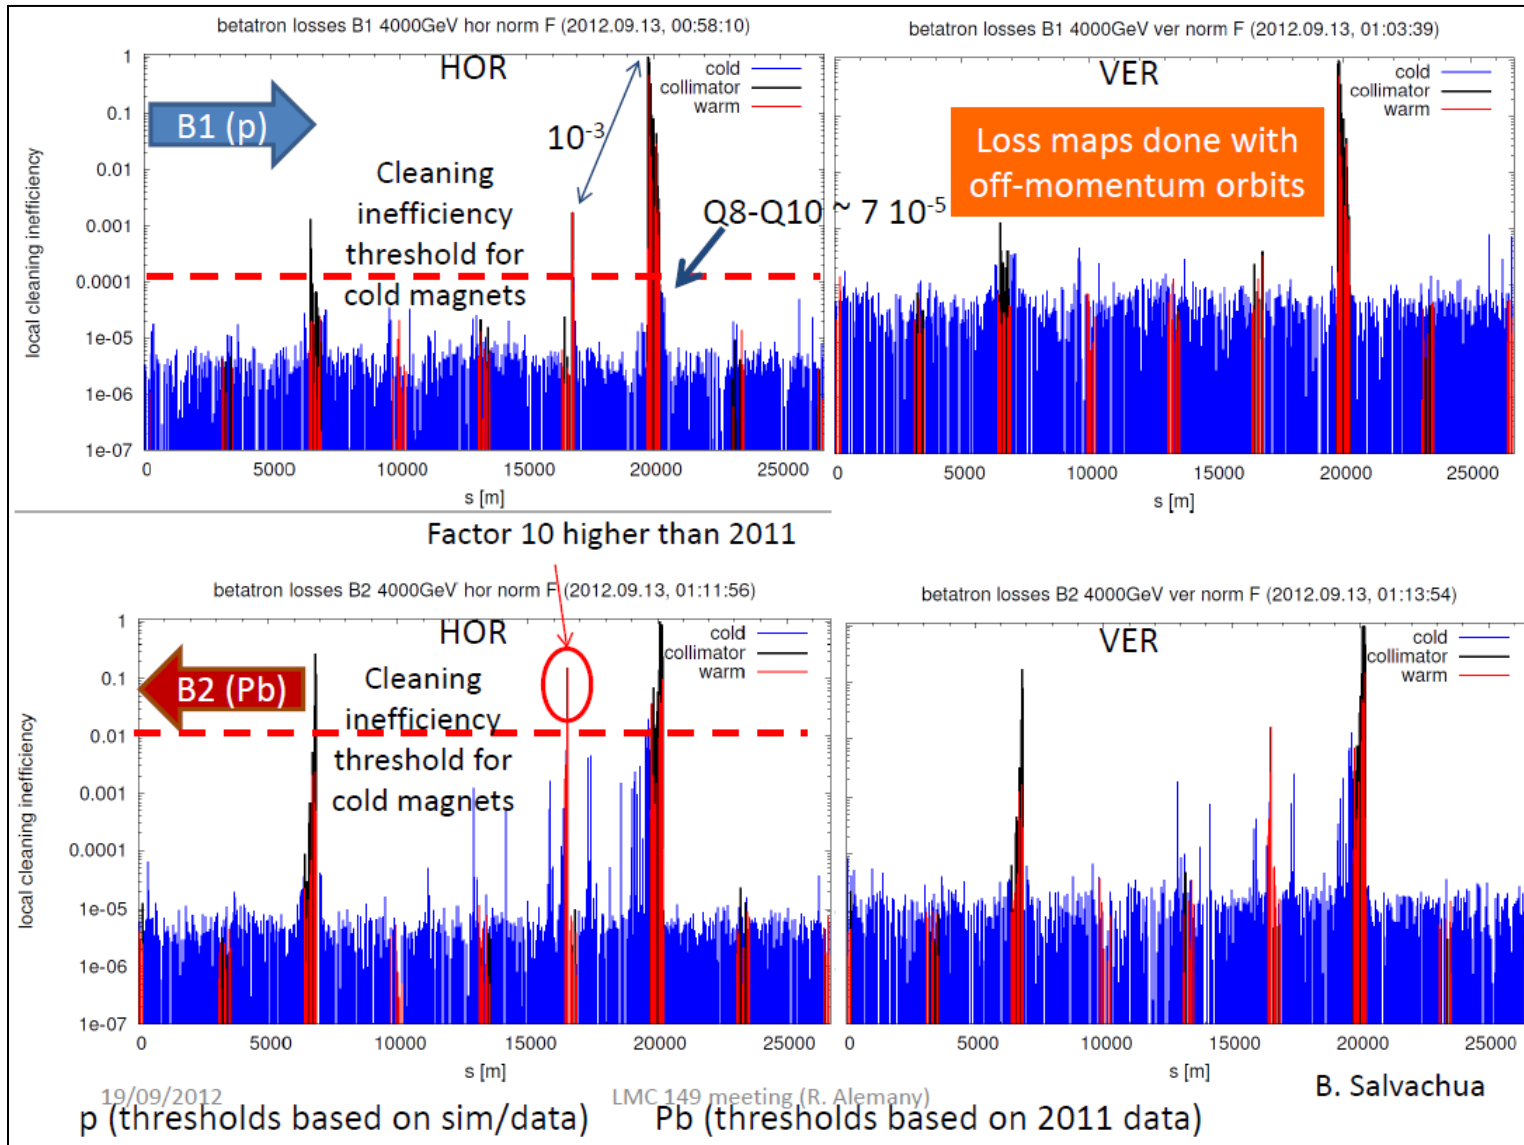 betatron losses B1 4000GeV hor norm F (2012.09.13, 00:58:10)
HOR
cold
collimator
warm
B1 (p)
10-3
Cleaning
inefficiency
threshold for
cold magnets
Q8-Q10 ~ 7 10-5
local cleaning inefficiency
1
0.1
0.01
0.001
0.0001
1e-05
1e-06
1e-07
0 5000 10000 15000 20000 25000
s [m]
betatron losses B1 4000GeV ver norm F (2012.09.13, 01:03:39)
VER
cold
collimator
warm
Loss maps done with
off-momentum orbits
0 5000 10000 15000 20000 25000
s [m]
Factor 10 higher than 2011
betatron losses B2 4000GeV hor norm F (2012.09.13, 01:11:56)
HOR
cold
collimator
warm
B2 (Pb)
Cleaning
inefficiency
threshold for
cold magnets
local cleaning inefficiency
1
0.1
0.01
0.001
0.0001
1e-05
1e-06
1e-07
0 5000 10000 15000 20000 25000
s [m]
betatron losses B2 4000GeV ver norm F (2012.09.13, 01:13:54)
VER
cold
collimator
warm
0 5000 10000 15000 20000 25000
s [m]
B. Salvachua
19/09/2012
LMC 149 meeting (R. Alemany)
p (thresholds based on sim/data)
Pb (thresholds based on 2011 data)